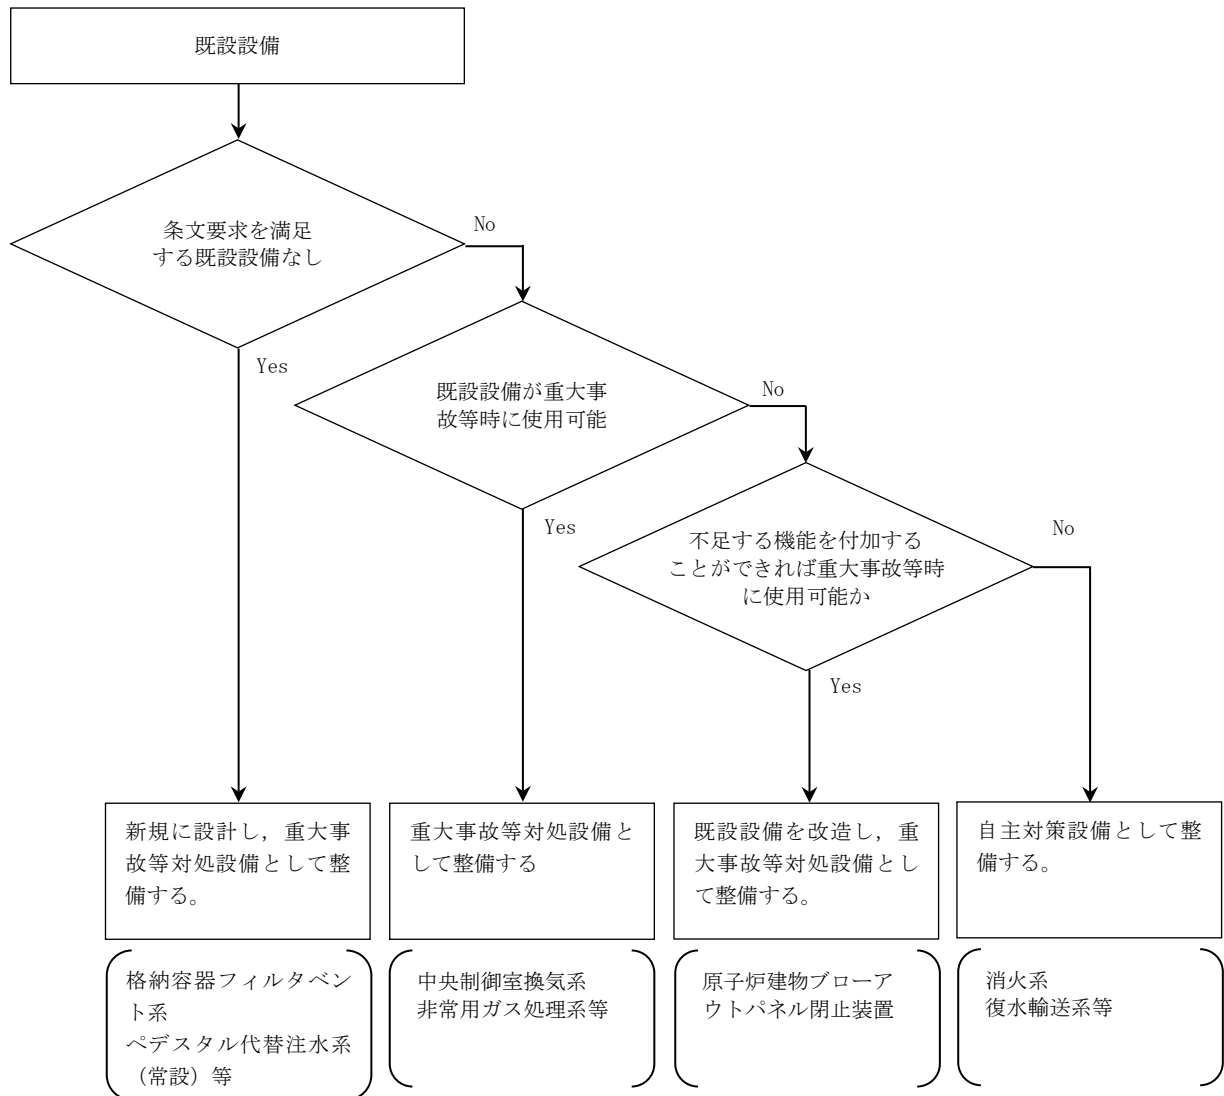 既設設備
条文要求を満足
する既設設備なし
No
Yes
既設設備が重大事
故等時に使用可能
No
Yes
不足する機能を付加する
ことができれば重大事故等時
に使用可能か
No
Yes
新規に設計し，重大事
故等対処設備として整
備する。
重大事故等対処設備と
して整備する
既設設備を改造し，重
大事故等対処設備とし
て整備する。
自主対策設備として整
備する。
格納容器フィルタベン
ト系
ペデスタル代替注水系
（常設）等
中央制御室換気系
非常用ガス処理系等
原子炉建物ブローア
ウトパネル閉止装置
消火系
復水輸送系等